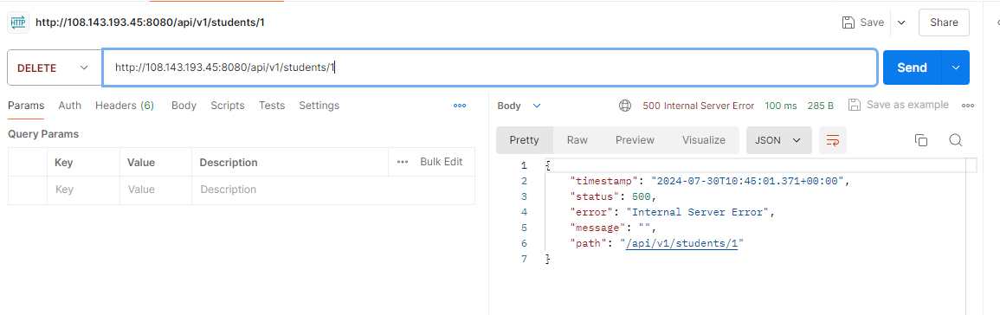 HTTP http://108.143.193.45:8080/api/v1/students/1 Save Share
DELETE http://108.143.193.45:8080/api/v1/students/1 Send
Params Auth Headers (6) Body Scripts Tests Settings
Query Params
Key Value Description Bulk Edit
Key Value Description
Body 500 Internal Server Error 100 ms 285 B Save as example
Pretty Raw Preview Visualize JSON
1 {
2 "timestamp": "2024-07-30T10:45:01.371+00:00",
3 "status": 500,
4 "error": "Internal Server Error",
5 "message": "",
6 "path": "/api/v1/students/1"
7 }